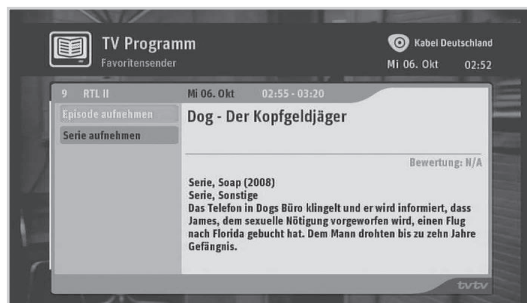 TV Programm
Favoritensender
Kabel Deutschland
Mi 06. Okt 02:52
9 RTL II Mi 06. Okt 02:55 - 03:20
Episode aufnehmen
Serie aufnehmen
Dog - Der Kopfgeldjäger
Bewertung: N/A
Serie, Soap (2008)
Serie, Sonstige
Das Telefon in Dogs Büro klingelt und er wird informiert, dass
James, dem sexuelle Nötigung vorgeworfen wird, einen Flug
nach Florida gebucht hat. Dem Mann drohten bis zu zehn Jahre
Gefängnis.
tvtv